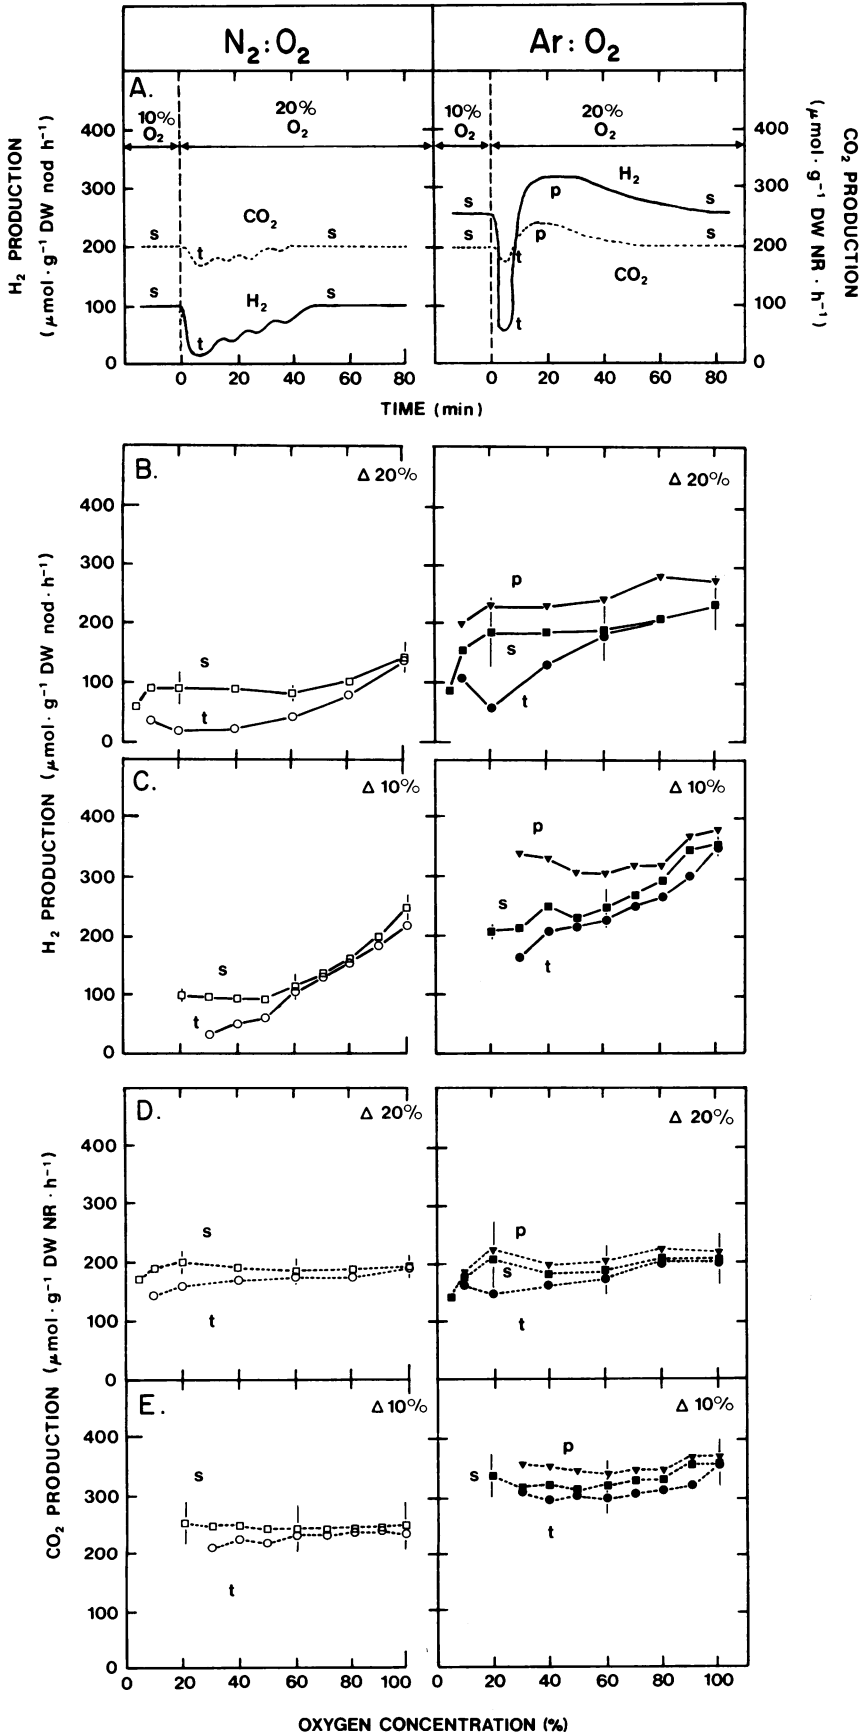 N₂:O₂ Ar:O₂
A.
10% O₂ 20% O₂ 10% O₂ 20% O₂
H₂ PRODUCTION (μmol · g⁻¹ DW nod h⁻¹)
CO₂ PRODUCTION (μmol · g⁻¹ DW NR · h⁻¹)
400 400
300 300
200 200
100 100
0 0
s CO₂ s t
s H₂ s t
s H₂ p s t
s p CO₂ s t
0 20 40 60 80 0 20 40 60 80
TIME (min)
B. Δ 20% Δ 20%
400
300
200
100
0
s t p s t
H₂ PRODUCTION (μmol · g⁻¹ DW nod · h⁻¹)
C. Δ 10% Δ 10%
400
300
200
100
0
s t p s t
D. Δ 20% Δ 20%
400
300
200
100
0
s t p s t
CO₂ PRODUCTION (μmol · g⁻¹ DW NR · h⁻¹)
E. Δ 10% Δ 10%
400
300
200
100
0
s t p s t
0 20 40 60 80 100 0 20 40 60 80 100
OXYGEN CONCENTRATION (%)